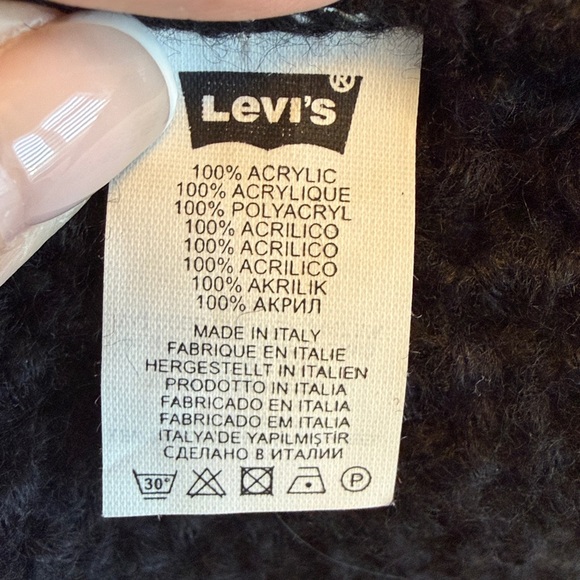 Levi's ®
100% ACRYLIC
100% ACRYLIQUE
100% POLYACRYL
100% ACRILICO
100% ACRILICO
100% ACRILICO
100% AKRILIK
100% АКРИЛ
MADE IN ITALY
FABRIQUE EN ITALIE
HERGESTELLT IN ITALIEN
PRODOTTO IN ITALIA
FABRICADO EN ITALIA
FABRICADO EM ITALIA
ITALYA'DE YAPILMIŞTIR
СДЕЛАНО В ИТАЛИИ
30° P